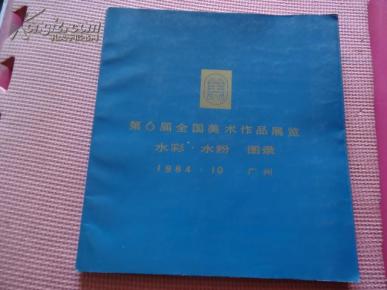 第6届全国美术作品展览
水彩·水粉 图录
1984·10 广州